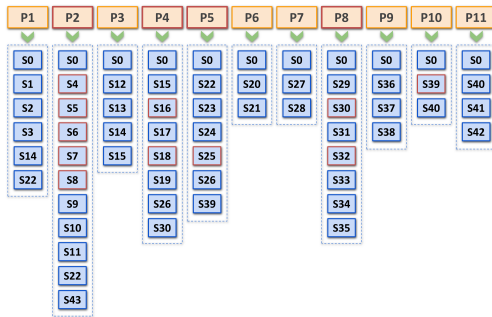 P1 P2 P3 P4 P5 P6 P7 P8 P9 P10 P11
S0 S0 S0 S0 S0 S0 S0 S0 S0 S0 S0
S1 S4 S12 S15 S22 S20 S27 S29 S36 S39 S40
S2 S5 S13 S16 S23 S21 S28 S30 S37 S40 S41
S3 S6 S14 S17 S24 S31 S38 S42
S14 S7 S15 S18 S25 S32
S22 S8 S19 S26 S33
S9 S26 S39 S34
S10 S30 S35
S11
S22
S43